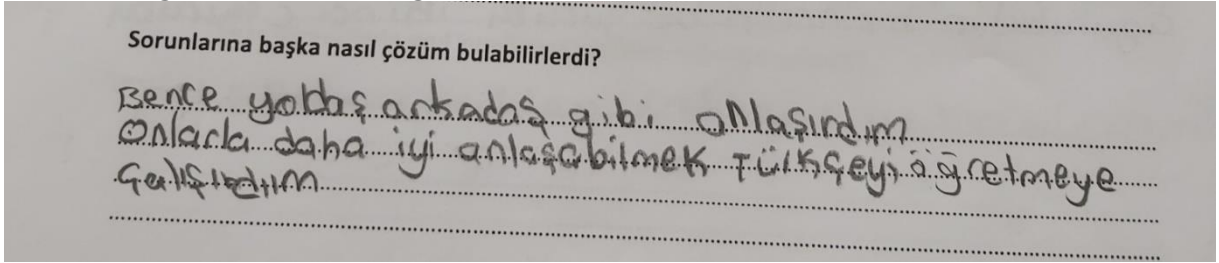 Sorunlarına başka nasıl çözüm bulabilirlerdi?
Bence yoldaş arkadaş gibi anlaşırdım
Onlarla daha iyi anlaşabilmek Türkçeyi öğretmeye
Çalışırdım